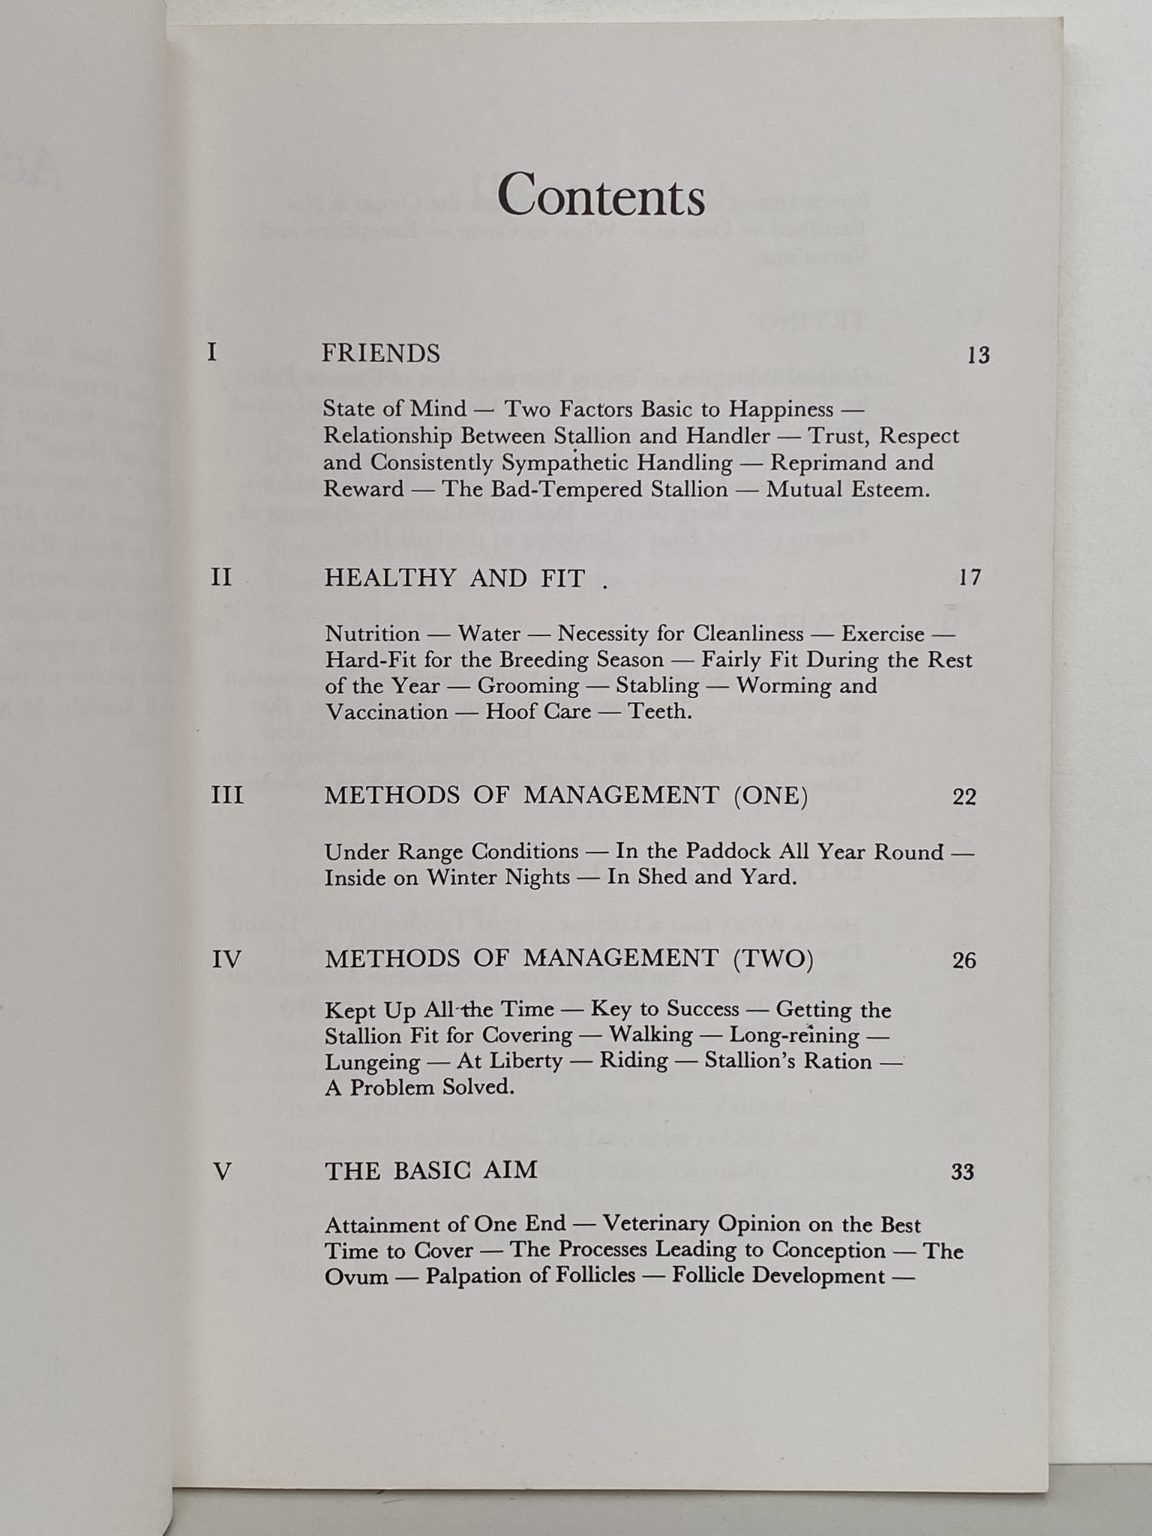 Contents
I FRIENDS 13
State of Mind — Two Factors Basic to Happiness —
Relationship Between Stallion and Handler — Trust, Respect
and Consistently Sympathetic Handling — Reprimand and
Reward — The Bad-Tempered Stallion — Mutual Esteem.
II HEALTHY AND FIT . 17
Nutrition — Water — Necessity for Cleanliness — Exercise —
Hard-Fit for the Breeding Season — Fairly Fit During the Rest
of the Year — Grooming — Stabling — Worming and
Vaccination — Hoof Care — Teeth.
III METHODS OF MANAGEMENT (ONE) 22
Under Range Conditions — In the Paddock All Year Round —
Inside on Winter Nights — In Shed and Yard.
IV METHODS OF MANAGEMENT (TWO) 26
Kept Up All the Time — Key to Success — Getting the
Stallion Fit for Covering — Walking — Long-reining —
Lungeing — At Liberty — Riding — Stallion's Ration —
A Problem Solved.
V THE BASIC AIM 33
Attainment of One End — Veterinary Opinion on the Best
Time to Cover — The Processes Leading to Conception — The
Ovum — Palpation of Follicles — Follicle Development —